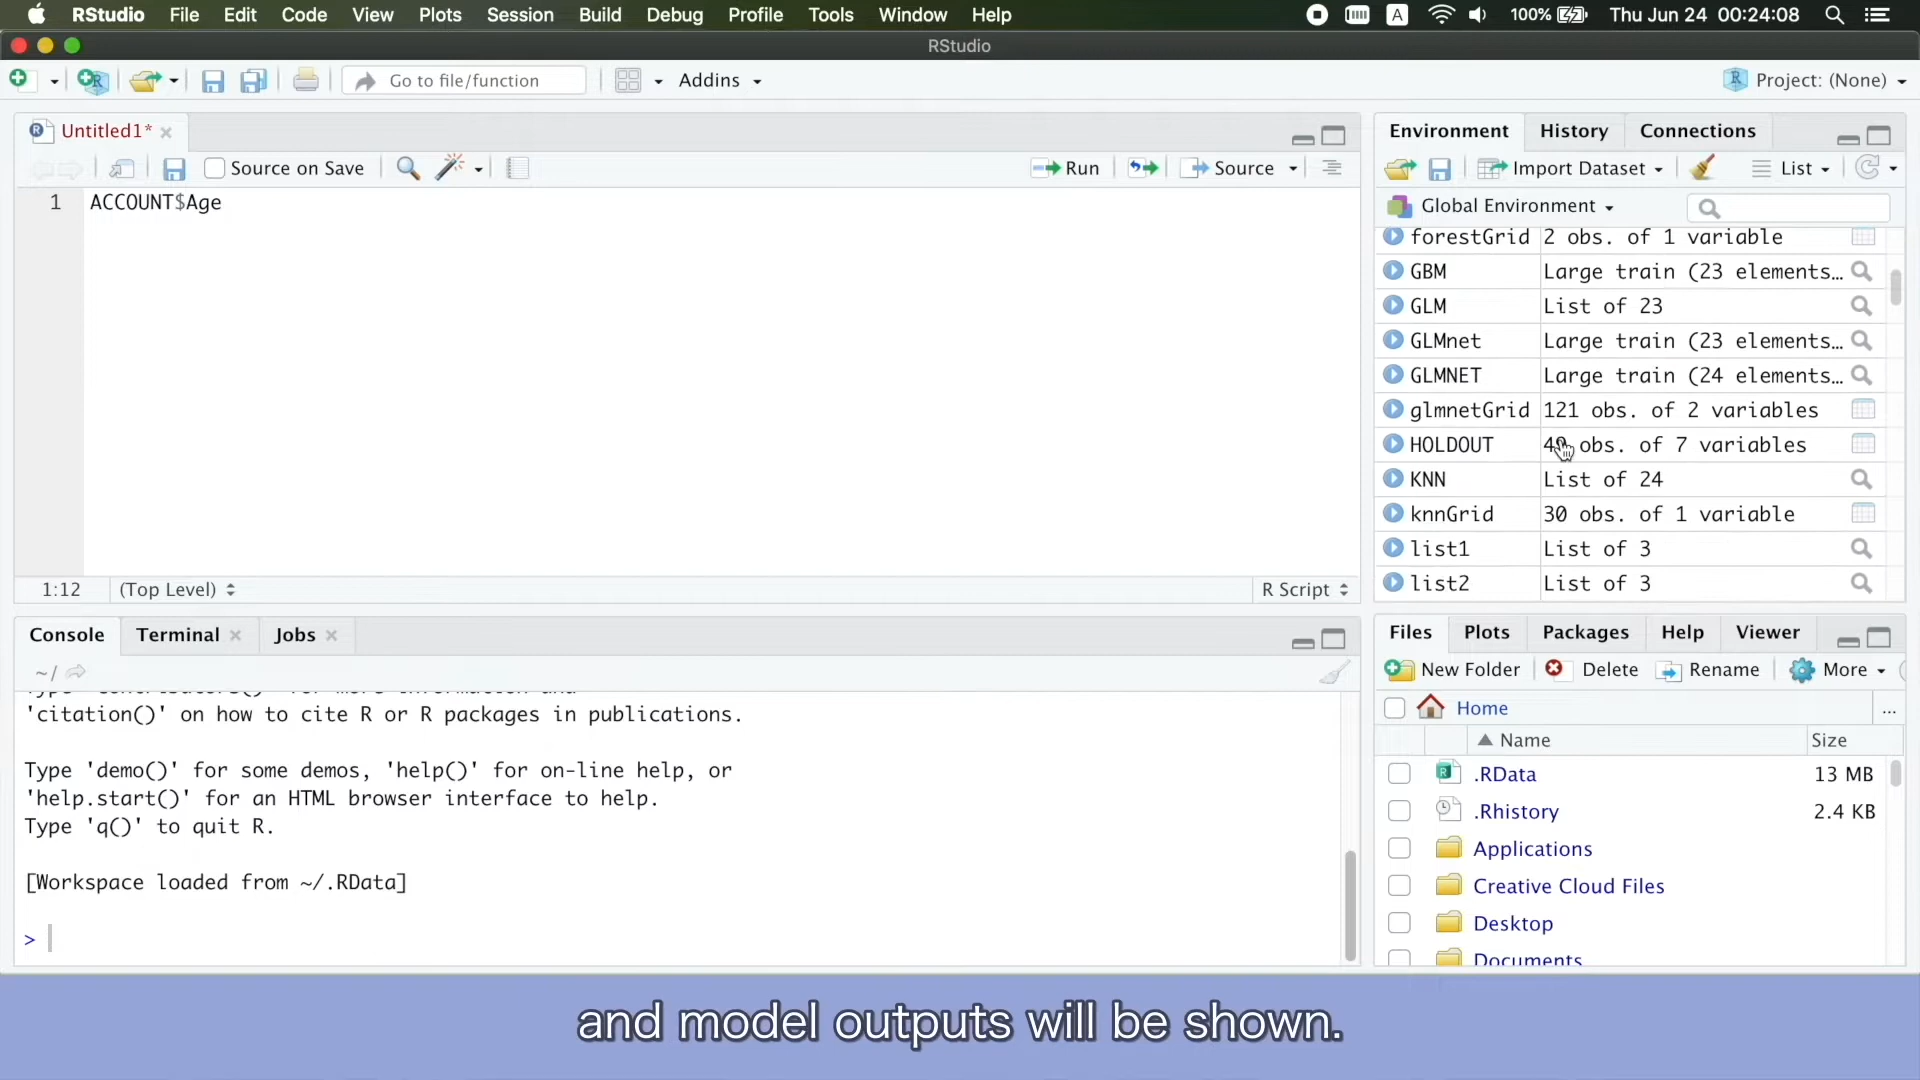 RStudio File Edit Code View Plots Session Build Debug Profile Tools Window Help A 100% Thu Jun 24 00:24:08
RStudio
Go to file/function Addins Project: (None)
Untitled1*
Source on Save Run Source
1 ACCOUNT$Age
1:12 (Top Level) R Script
Environment History Connections
Import Dataset List
Global Environment
forestGrid 2 obs. of 1 variable
GBM Large train (23 elements…
GLM List of 23
GLMnet Large train (23 elements…
GLMNET Large train (24 elements…
glmnetGrid 121 obs. of 2 variables
HOLDOUT obs. of 7 variables
KNN List of 24
knnGrid 30 obs. of 1 variable
list1 List of 3
list2 List of 3
Console Terminal Jobs
~/
'citation()' on how to cite R or R packages in publications.
Type 'demo()' for some demos, 'help()' for on-line help, or
'help.start()' for an HTML browser interface to help.
Type 'q()' to quit R.
[Workspace loaded from ~/.RData]
>
Files Plots Packages Help Viewer
New Folder Delete Rename More
Home ...
Name Size
.RData 13 MB
.Rhistory 2.4 KB
Applications
Creative Cloud Files
Desktop
Documents
and model outputs will be shown.